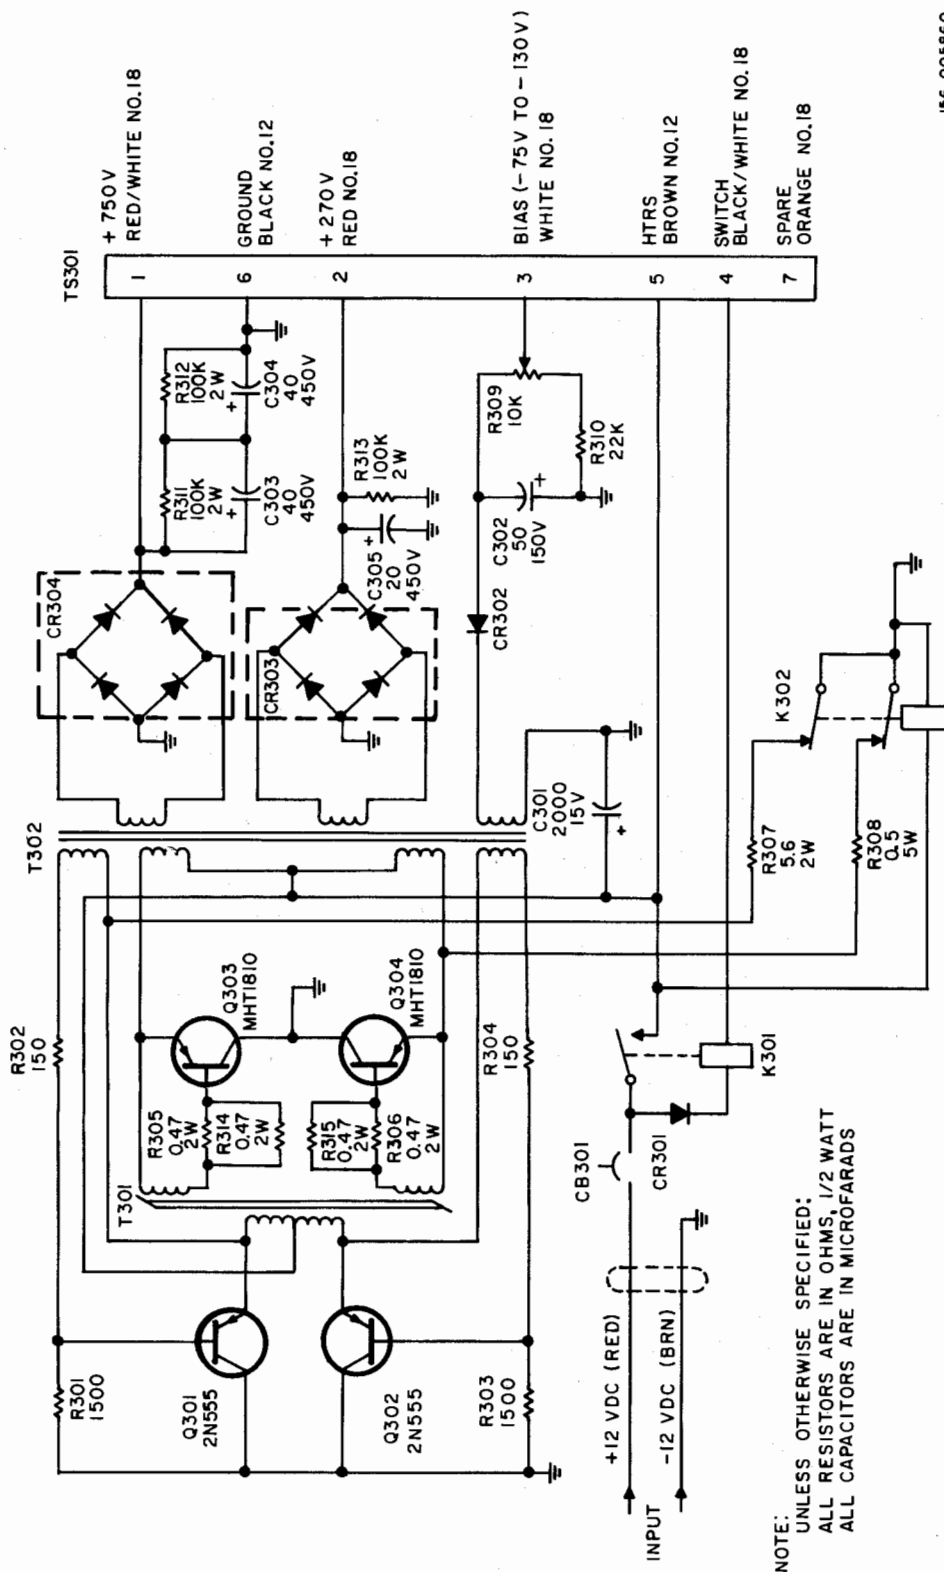 TS301
+750V
RED/WHITE NO.18
GROUND
BLACK NO.12
+270V
RED NO.18
BIAS (-75V TO -130V)
WHITE NO. 18
HTRS
BROWN NO.12
SWITCH
BLACK/WHITE NO.18
SPARE
ORANGE NO.18
1
6
2
3
5
4
7
CR304
R311
100K
2W
+
C303
40
450V
R312
100K
2W
+
C304
40
450V
CR303
+
C305
20
450V
R313
100K
2W
CR302
C302
50
150V
+
R309
10K
R310
22K
T302
C301
2000
15V
+
K302
R307
5.6
2W
R308
0.5
5W
R302
150
Q303
MHT1810
Q304
MHT1810
R304
150
R305
0.47
2W
R314
0.47
2W
R315
0.47
2W
R306
0.47
2W
T301
K301
CB301
CR301
R301
1500
Q301
2N555
Q302
2N555
R303
1500
+12 VDC (RED)
-12 VDC (BRN)
INPUT
NOTE:
UNLESS OTHERWISE SPECIFIED:
ALL RESISTORS ARE IN OHMS, 1/2 WATT
ALL CAPACITORS ARE IN MICROFARADS